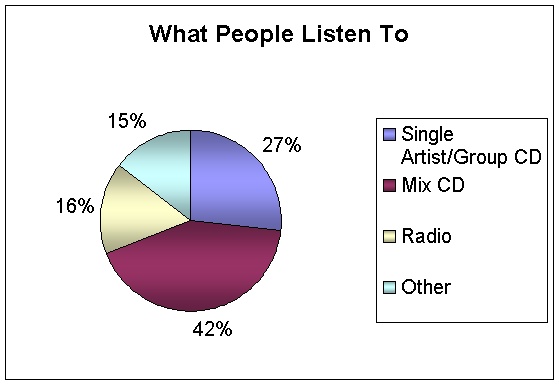 What People Listen To
15%
27%
16%
42%
Single
Artist/Group CD
Mix CD
Radio
Other